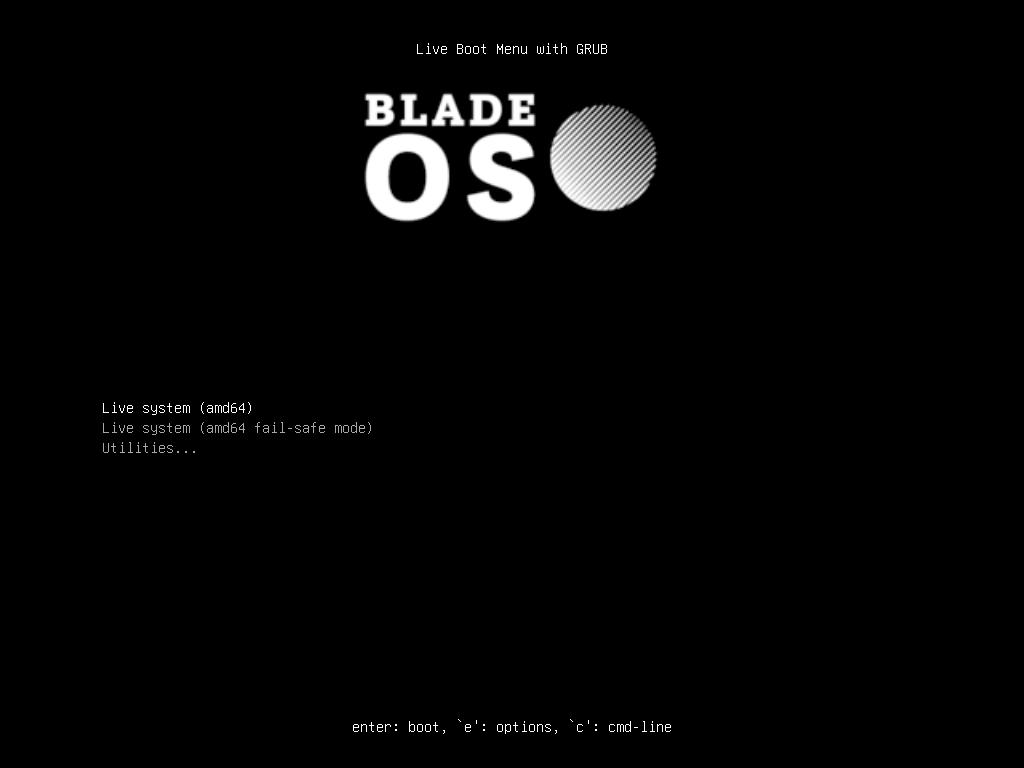 Live Boot Menu with GRUB
BLADE
OS
Live system (amd64)
Live system (amd64 fail-safe mode)
Utilities...
enter: boot, `e': options, `c': cmd-line